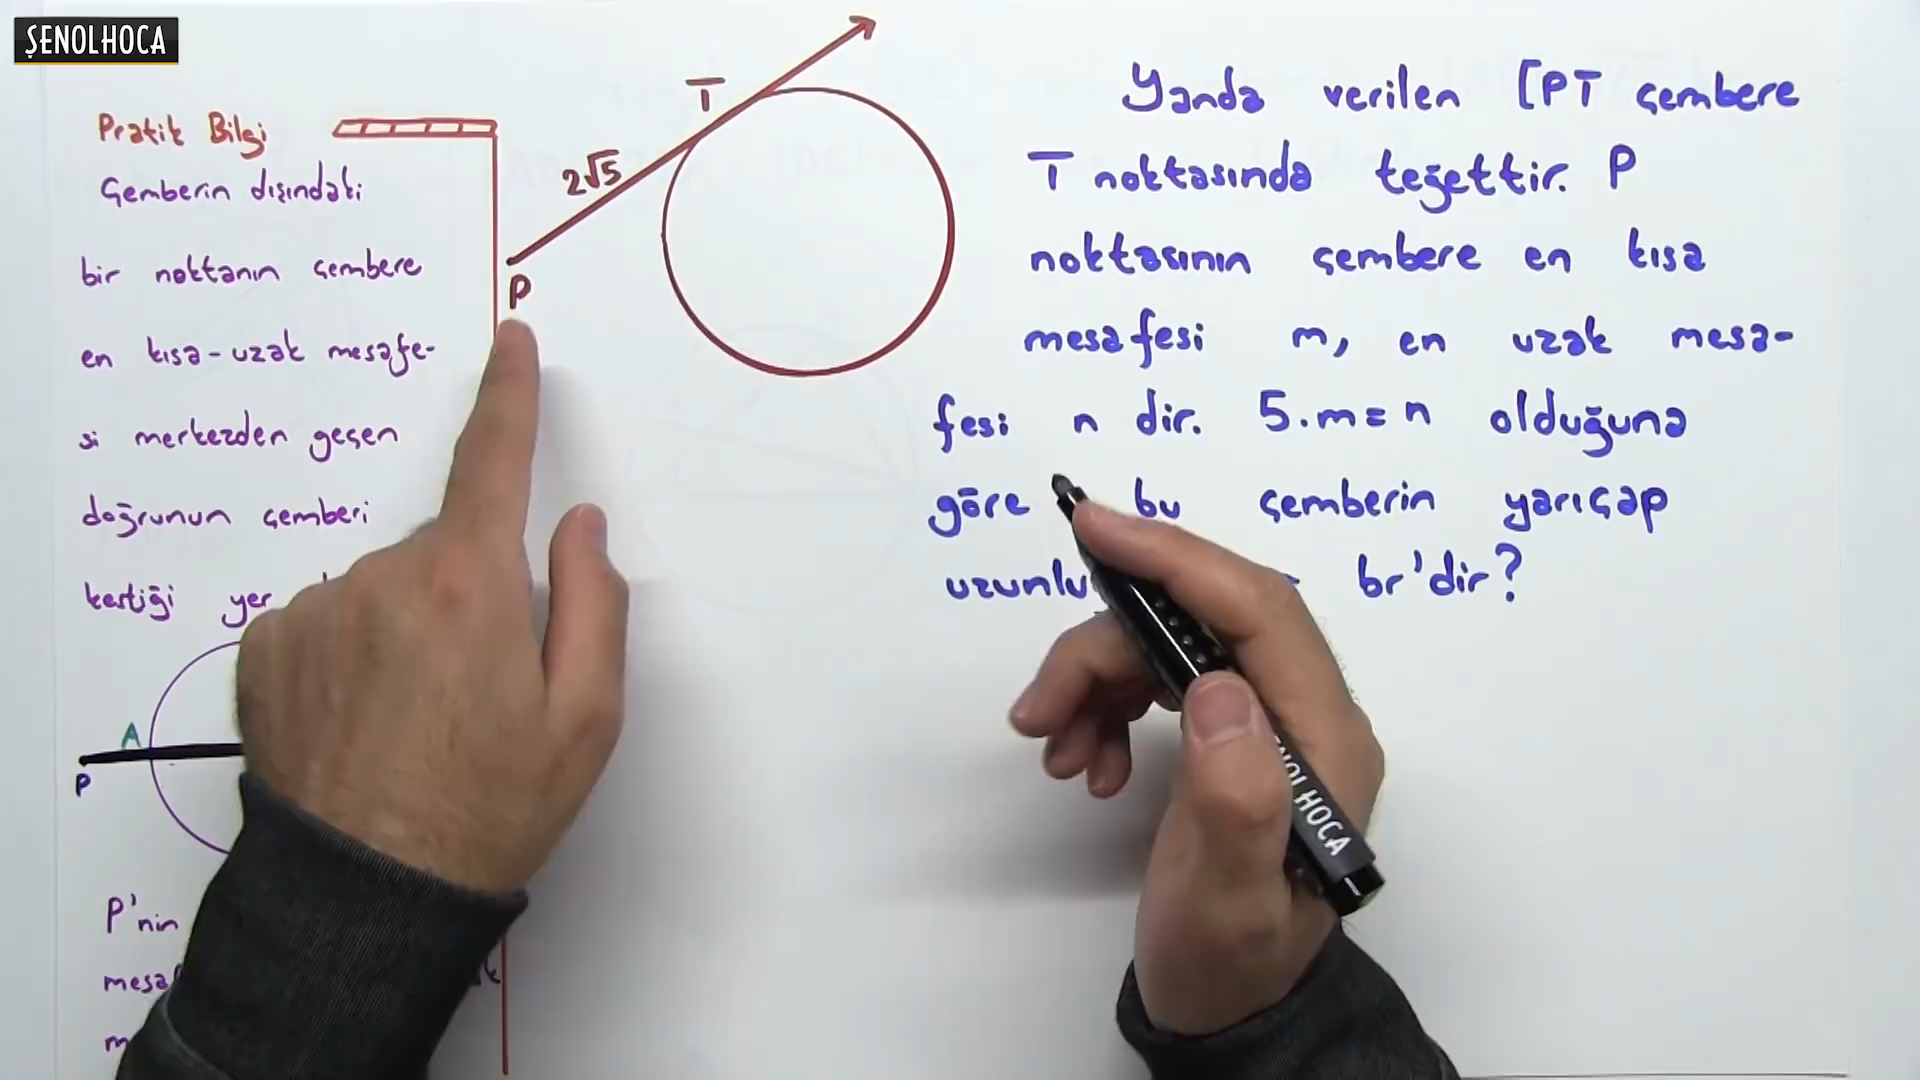 ŞENOLHOCA
Pratik Bilgi
Çemberin dışındaki
bir noktanın çembere
en kısa-uzak mesafe-
si merkezden geçen
doğrunun çemberi
kestiği yer
A
P
P'nin
T
2√5
P
Yanda verilen [PT çembere
T noktasında teğettir. P
noktasının çembere en kısa
mesafesi m, en uzak mesa-
fesi n dir. 5.m=n olduğuna
göre bu çemberin yarıçap
br'dir?
ŞENOL HOCA